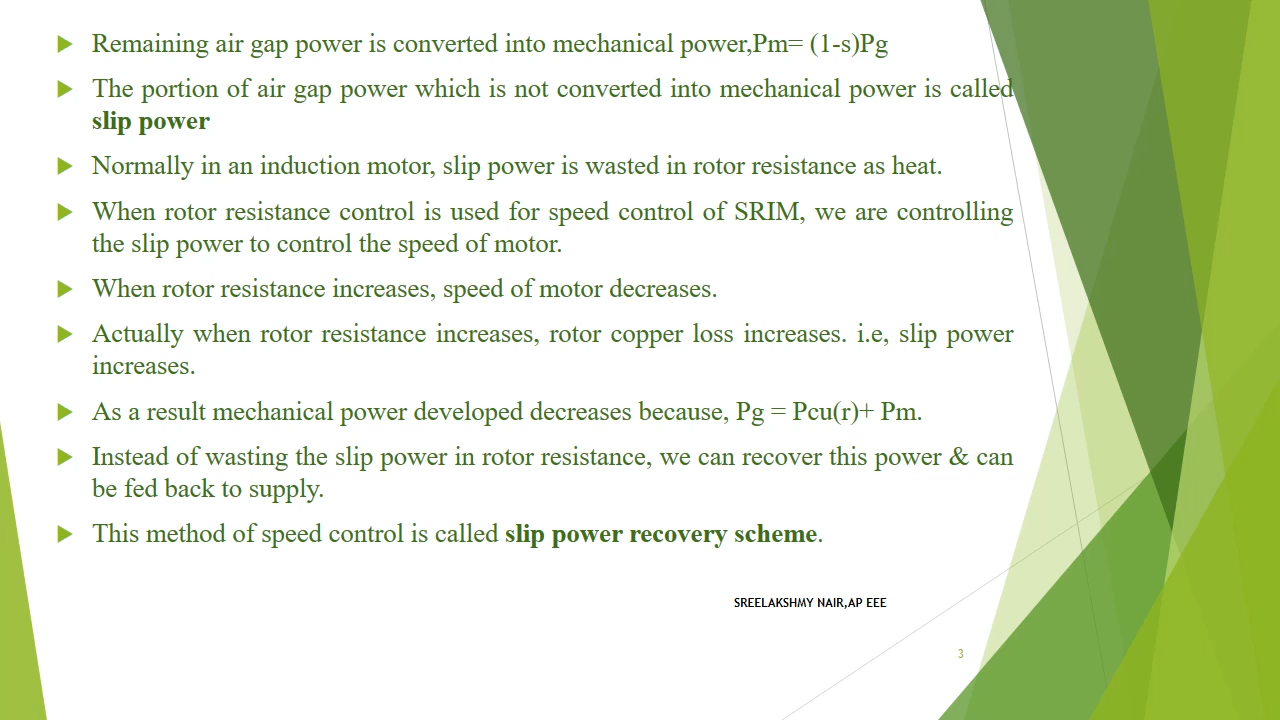 Remaining air gap power is converted into mechanical power,Pm= (1-s)Pg
The portion of air gap power which is not converted into mechanical power is called
slip power
Normally in an induction motor, slip power is wasted in rotor resistance as heat.
When rotor resistance control is used for speed control of SRIM, we are controlling
the slip power to control the speed of motor.
When rotor resistance increases, speed of motor decreases.
Actually when rotor resistance increases, rotor copper loss increases. i.e, slip power
increases.
As a result mechanical power developed decreases because, Pg = Pcu(r)+ Pm.
Instead of wasting the slip power in rotor resistance, we can recover this power & can
be fed back to supply.
This method of speed control is called slip power recovery scheme.
SREELAKSHMY NAIR,AP EEE
3